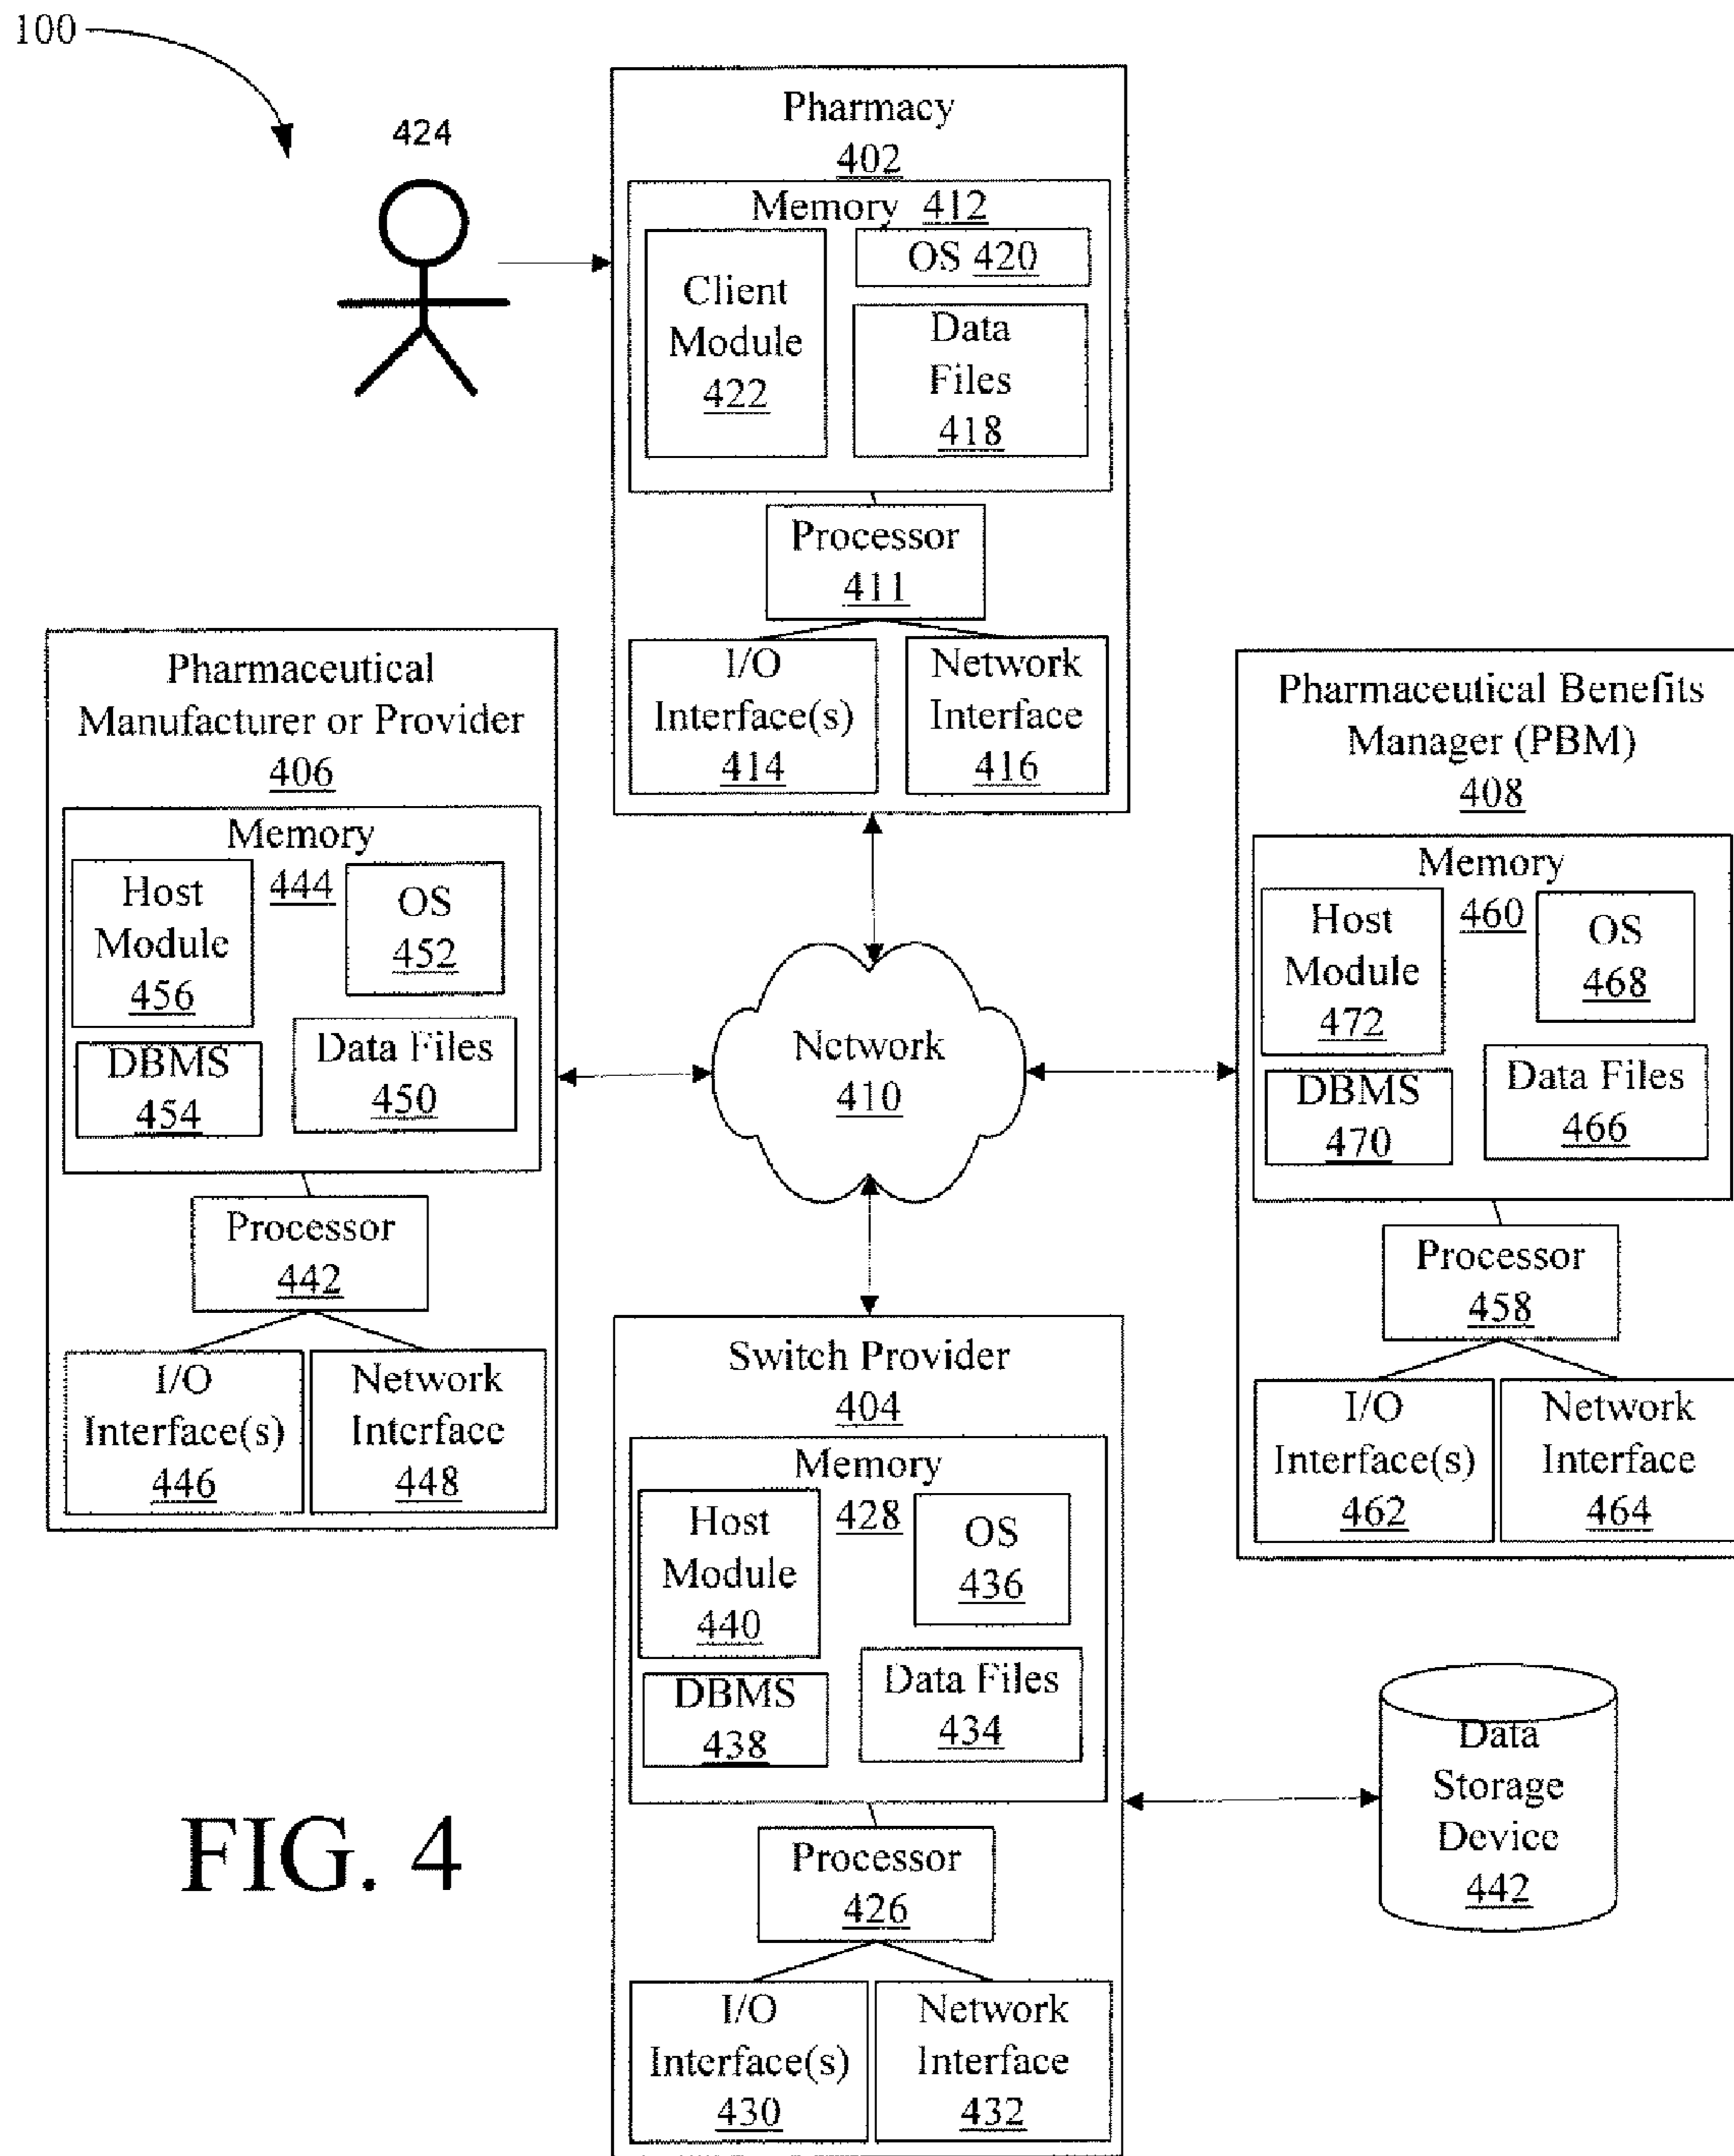 100
424
Pharmacy
402
Memory 412
Client
Module
422
OS 420
Data
Files
418
Processor
411
I/O
Interface(s)
414
Network
Interface
416
Pharmaceutical
Manufacturer or Provider
406
Memory
444
Host
Module
456
OS
452
DBMS
454
Data Files
450
Processor
442
I/O
Interface(s)
446
Network
Interface
448
Network
410
Pharmaceutical Benefits
Manager (PBM)
408
Memory
460
Host
Module
472
OS
468
DBMS
470
Data Files
466
Processor
458
I/O
Interface(s)
462
Network
Interface
464
Switch Provider
404
Memory
428
Host
Module
440
OS
436
DBMS
438
Data Files
434
Processor
426
I/O
Interface(s)
430
Network
Interface
432
Data
Storage
Device
442
FIG. 4